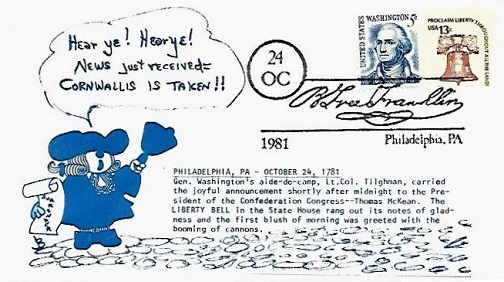 Hear ye! Hear ye!
News just received=
CORNWALLIS IS TAKEN!!
24
OC
UNITED STATES
WASHINGTON 5¢
PROCLAIM LIBERTY THROUGHOUT ALL THE LAND
USA 13c
B Free Franklin
1981
Philadelphia, PA
PHILADELPHIA, PA - OCTOBER 24, 1781
Gen. Washington's aide-de-camp, Lt.Col. Tilghman, carried
the joyful announcement shortly after midnight to the Pre-
sident of the Confederation Congress--Thomas McKean. The
LIBERTY BELL in the State House rang out its notes of glad-
ness and the first blush of morning was greeted with the
booming of cannons.